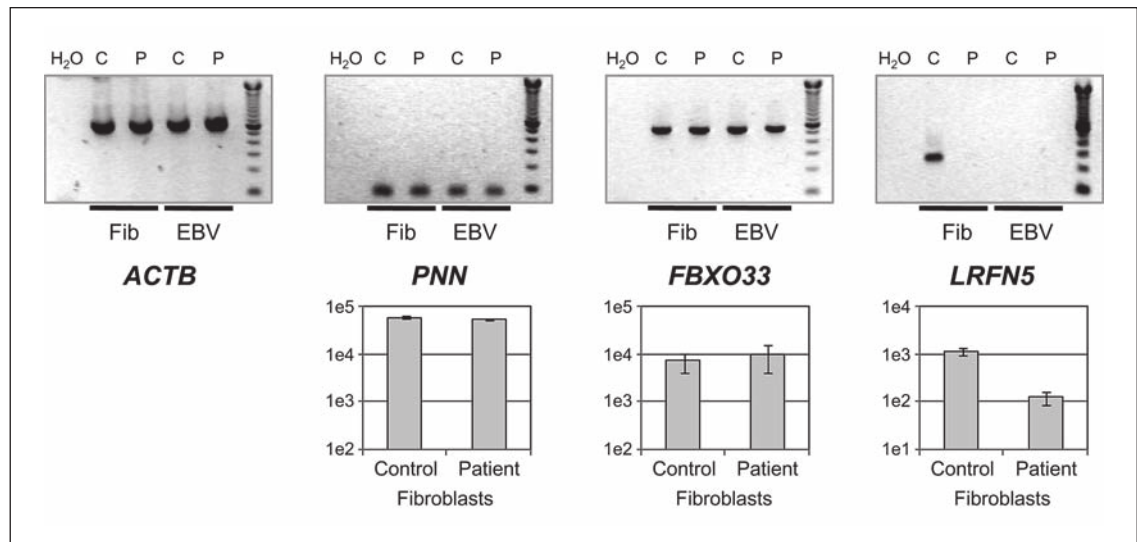 H₂O C P C P H₂O C P C P H₂O C P C P H₂O C P C P
Fib EBV Fib EBV Fib EBV Fib EBV
ACTB PNN FBXO33 LRFN5
1e5 1e5 1e4
1e4 1e4 1e3
1e3 1e3 1e2
1e2 1e2 1e1
Control Patient Control Patient Control Patient
Fibroblasts Fibroblasts Fibroblasts